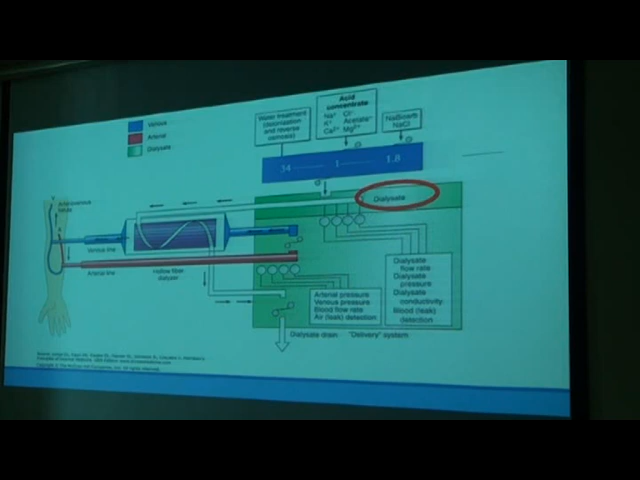 Venous
Arterial
Dialysate
Water treatment
(deionization
and reverse
osmosis)
Acid
concentrate
Na⁺ Cl⁻
K⁺ Acetate⁻
Ca²⁺ Mg²⁺
NaBicarb
NaCl
34 1 1.8
Dialysate
Arteriovenous
fistula
V
A
Venous line
Arterial line
Hollow fiber
dialyzer
Arterial pressure
Venous pressure
Blood flow rate
Air (leak) detection
Dialysate
flow rate
Dialysate
pressure
Dialysate
conductivity
Blood (leak)
detection
Dialysate drain
"Delivery" system